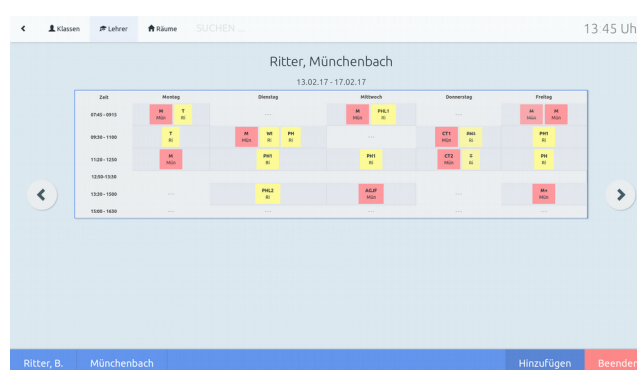 Klassen Lehrer Räume SUCHEN ... 13 45 Uh
Ritter, Münchenbach
13.02.17 - 17.02.17
Zeit Montag Dienstag Mittwoch Donnerstag Freitag
M T M PHL1 M M
07:45 - 09:15 Mün Ri --- Mün Ri --- Mün Mün
T M WI PH CT1 PH1
09:30 - 11:00 Ri Mün Ri Ri --- Mün Ri Ri
M PH1 PH1 CT2 PH
11:20 - 12:50 Mün Ri Ri Mün Ri Ri
12:50-13:30
PHL2 AGJF M+
13:30 - 15:00 --- Ri Mün --- Mün
15:00 - 16:30 --- --- --- --- ---
Ritter, B. Münchenbach Hinzufügen Beenden